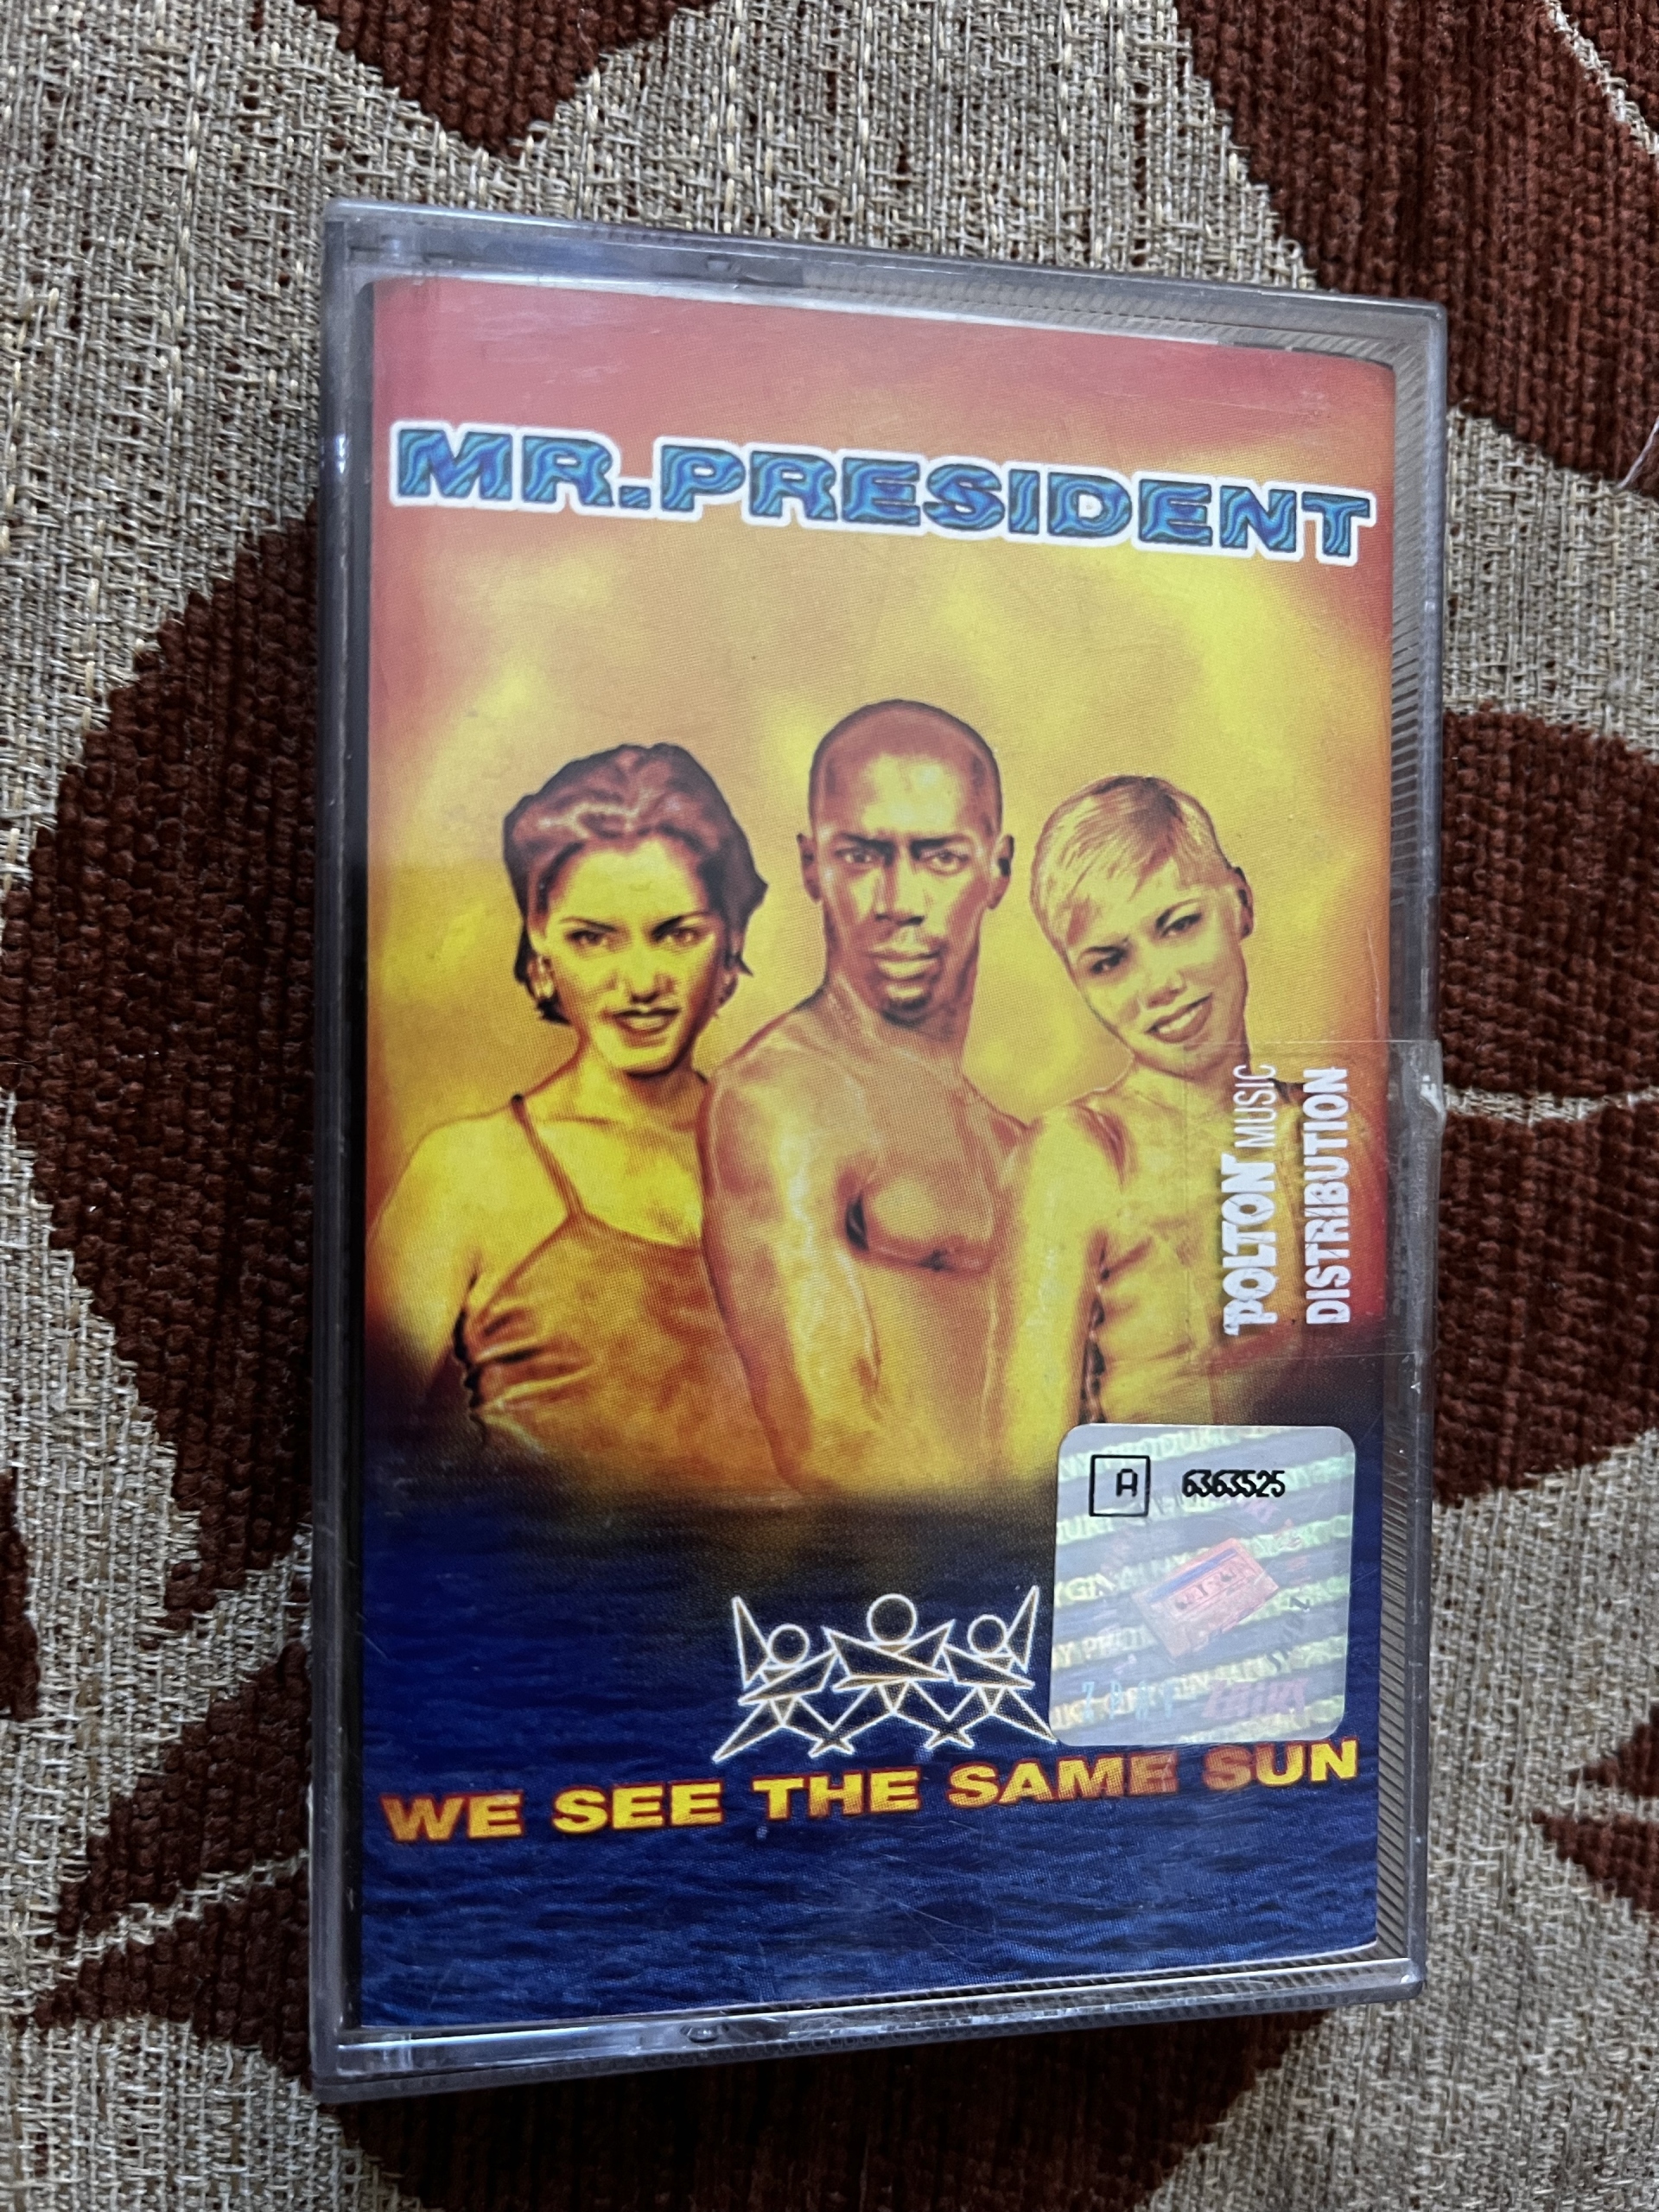 MR.PRESIDENT
POLTON MUSIC
DISTRIBUTION
A 6363525
WE SEE THE SAME SUN